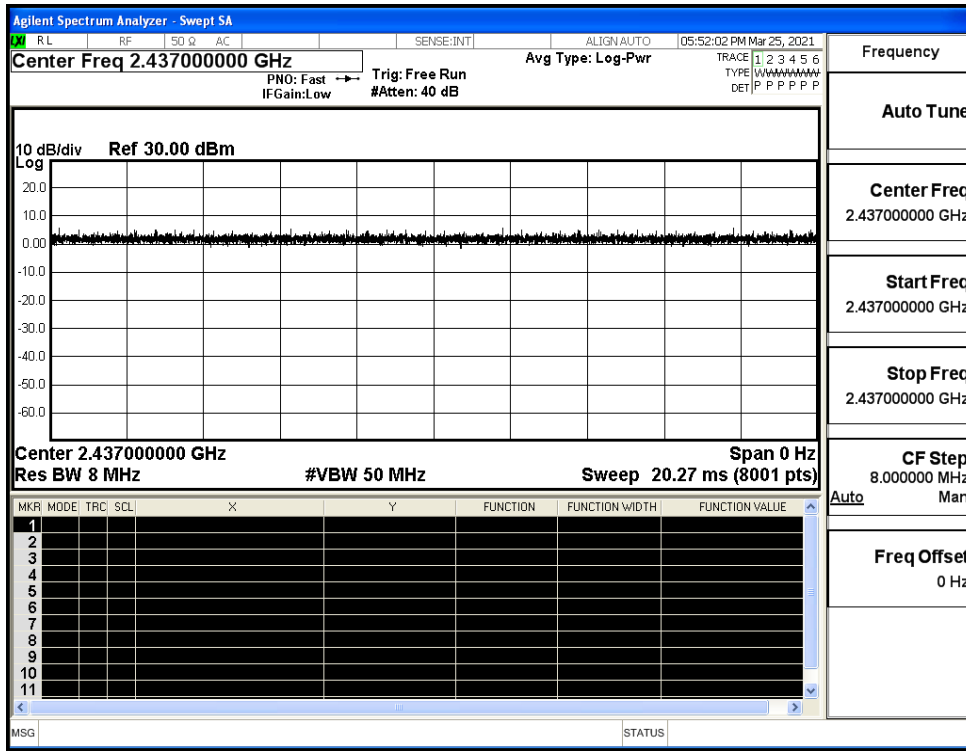 Agilent Spectrum Analyzer - Swept SA
LXI RL RF 50 Ω AC SENSE:INT ALIGN AUTO 05:52:02 PM Mar 25, 2021
Center Freq 2.437000000 GHz Avg Type: Log-Pwr TRACE 1 2 3 4 5 6
PNO: Fast Trig: Free Run TYPE
IFGain:Low #Atten: 40 dB DET P P P P P P
10 dB/div Ref 30.00 dBm
Log
20.0
10.0
0.00
-10.0
-20.0
-30.0
-40.0
-50.0
-60.0
Center 2.437000000 GHz Span 0 Hz
Res BW 8 MHz #VBW 50 MHz Sweep 20.27 ms (8001 pts)
MKR MODE TRC SCL X Y FUNCTION FUNCTION WIDTH FUNCTION VALUE
1
2
3
4
5
6
7
8
9
10
11
MSG STATUS
Frequency
Auto Tune
Center Freq
2.437000000 GHz
Start Freq
2.437000000 GHz
Stop Freq
2.437000000 GHz
CF Step
8.000000 MHz
Auto Man
Freq Offset
0 Hz